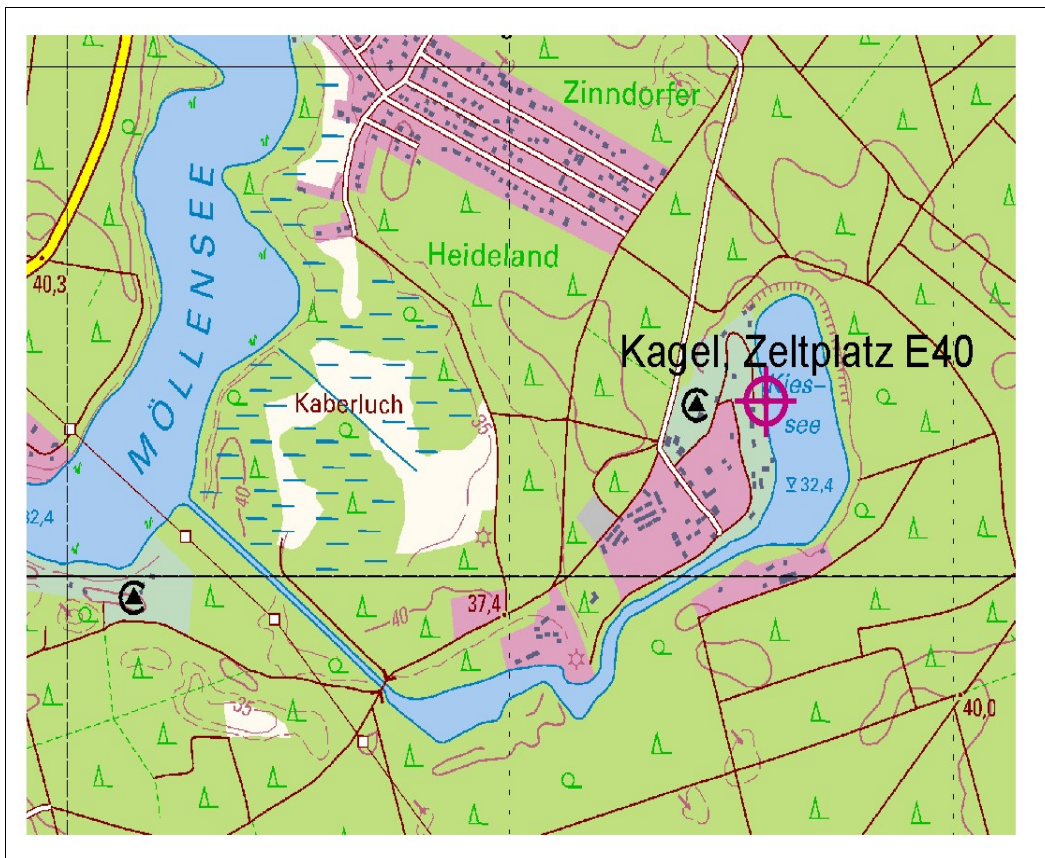 Zinndorfer
MÖLLENSEE
Heideland
40,3
Kagel, Zeltplatz E40
Kies-
see
Kaberluch
35
40
32,4
32,4
40
37,4
35
40,0